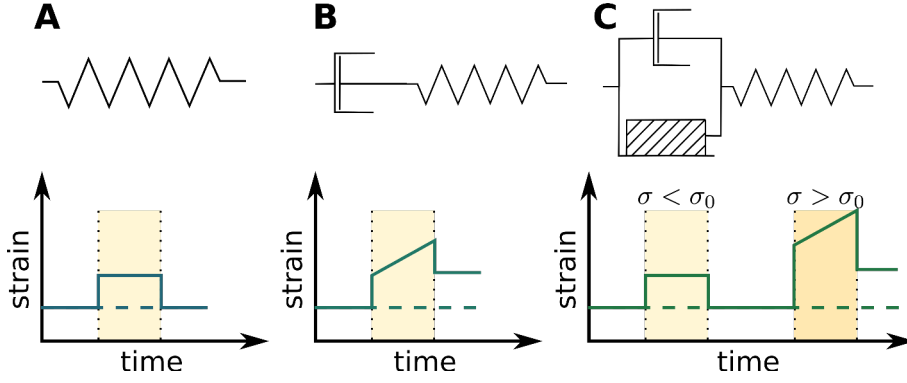 A
B
C
σ < σ₀
σ > σ₀
strain
strain
strain
time
time
time